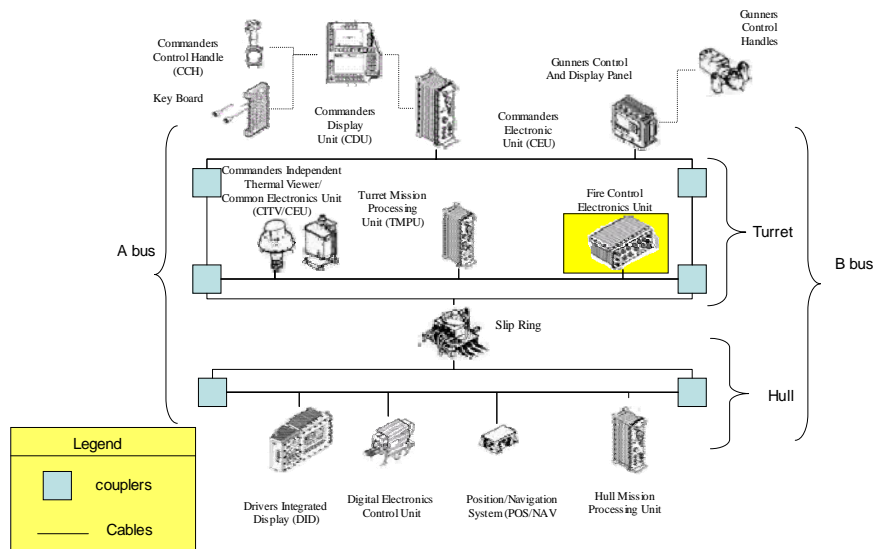 Commanders
Control Handle
(CCH)
Key Board
Commanders
Display
Unit (CDU)
Gunners Control
And Display Panel
Commanders
Electronic
Unit (CEU)
Gunners
Control
Handles
Commanders Independent
Thermal Viewer/
Common Electronics Unit
(CITV/CEU)
Turret Mission
Processing
Unit (TMPU)
Fire Control
Electronics Unit
A bus
Turret
B bus
Slip Ring
Hull
Drivers Integrated
Display (DID)
Digital Electronics
Control Unit
Position/Navigation
System (POS/NAV
Hull Mission
Processing Unit
Legend
couplers
Cables